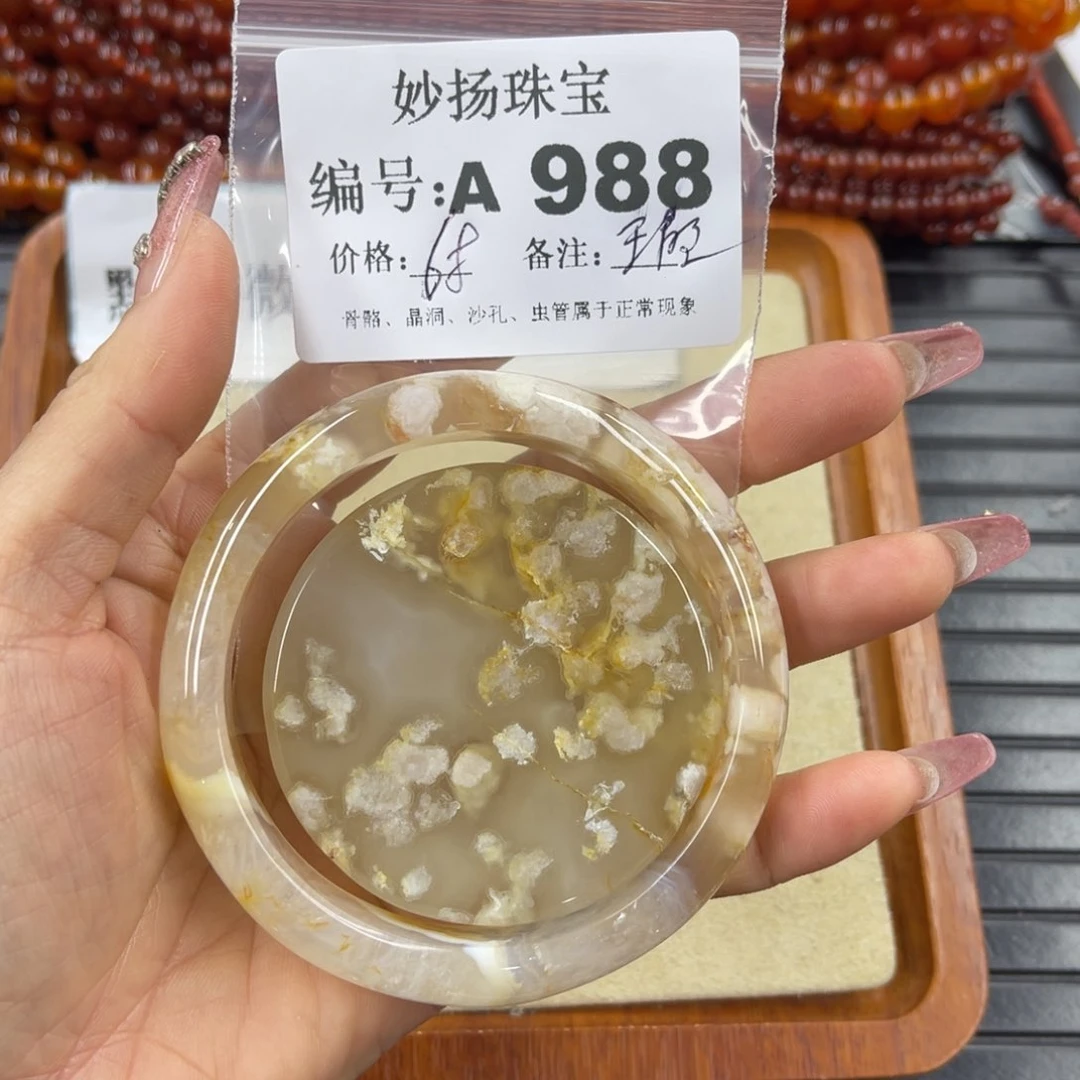 妙扬珠宝
编号:A 988
价格: 备注:
骨骼、晶洞、沙孔、虫管属于正常现象